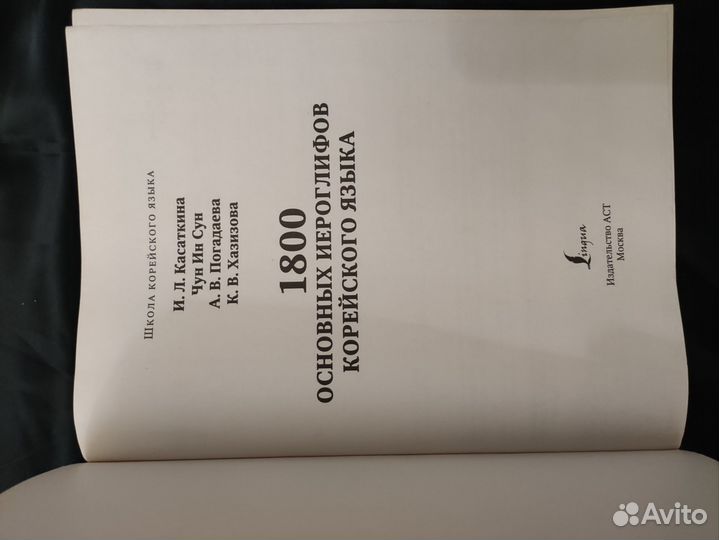 Школа корейского языка
И. Л. Касаткина
Чун Ин Сун
А. В. Погадаева
К. В. Хазизова
1800
ОСНОВНЫХ ИЕРОГЛИФОВ
КОРЕЙСКОГО ЯЗЫКА
Lingua
Издательство АСТ
Москва
Avito